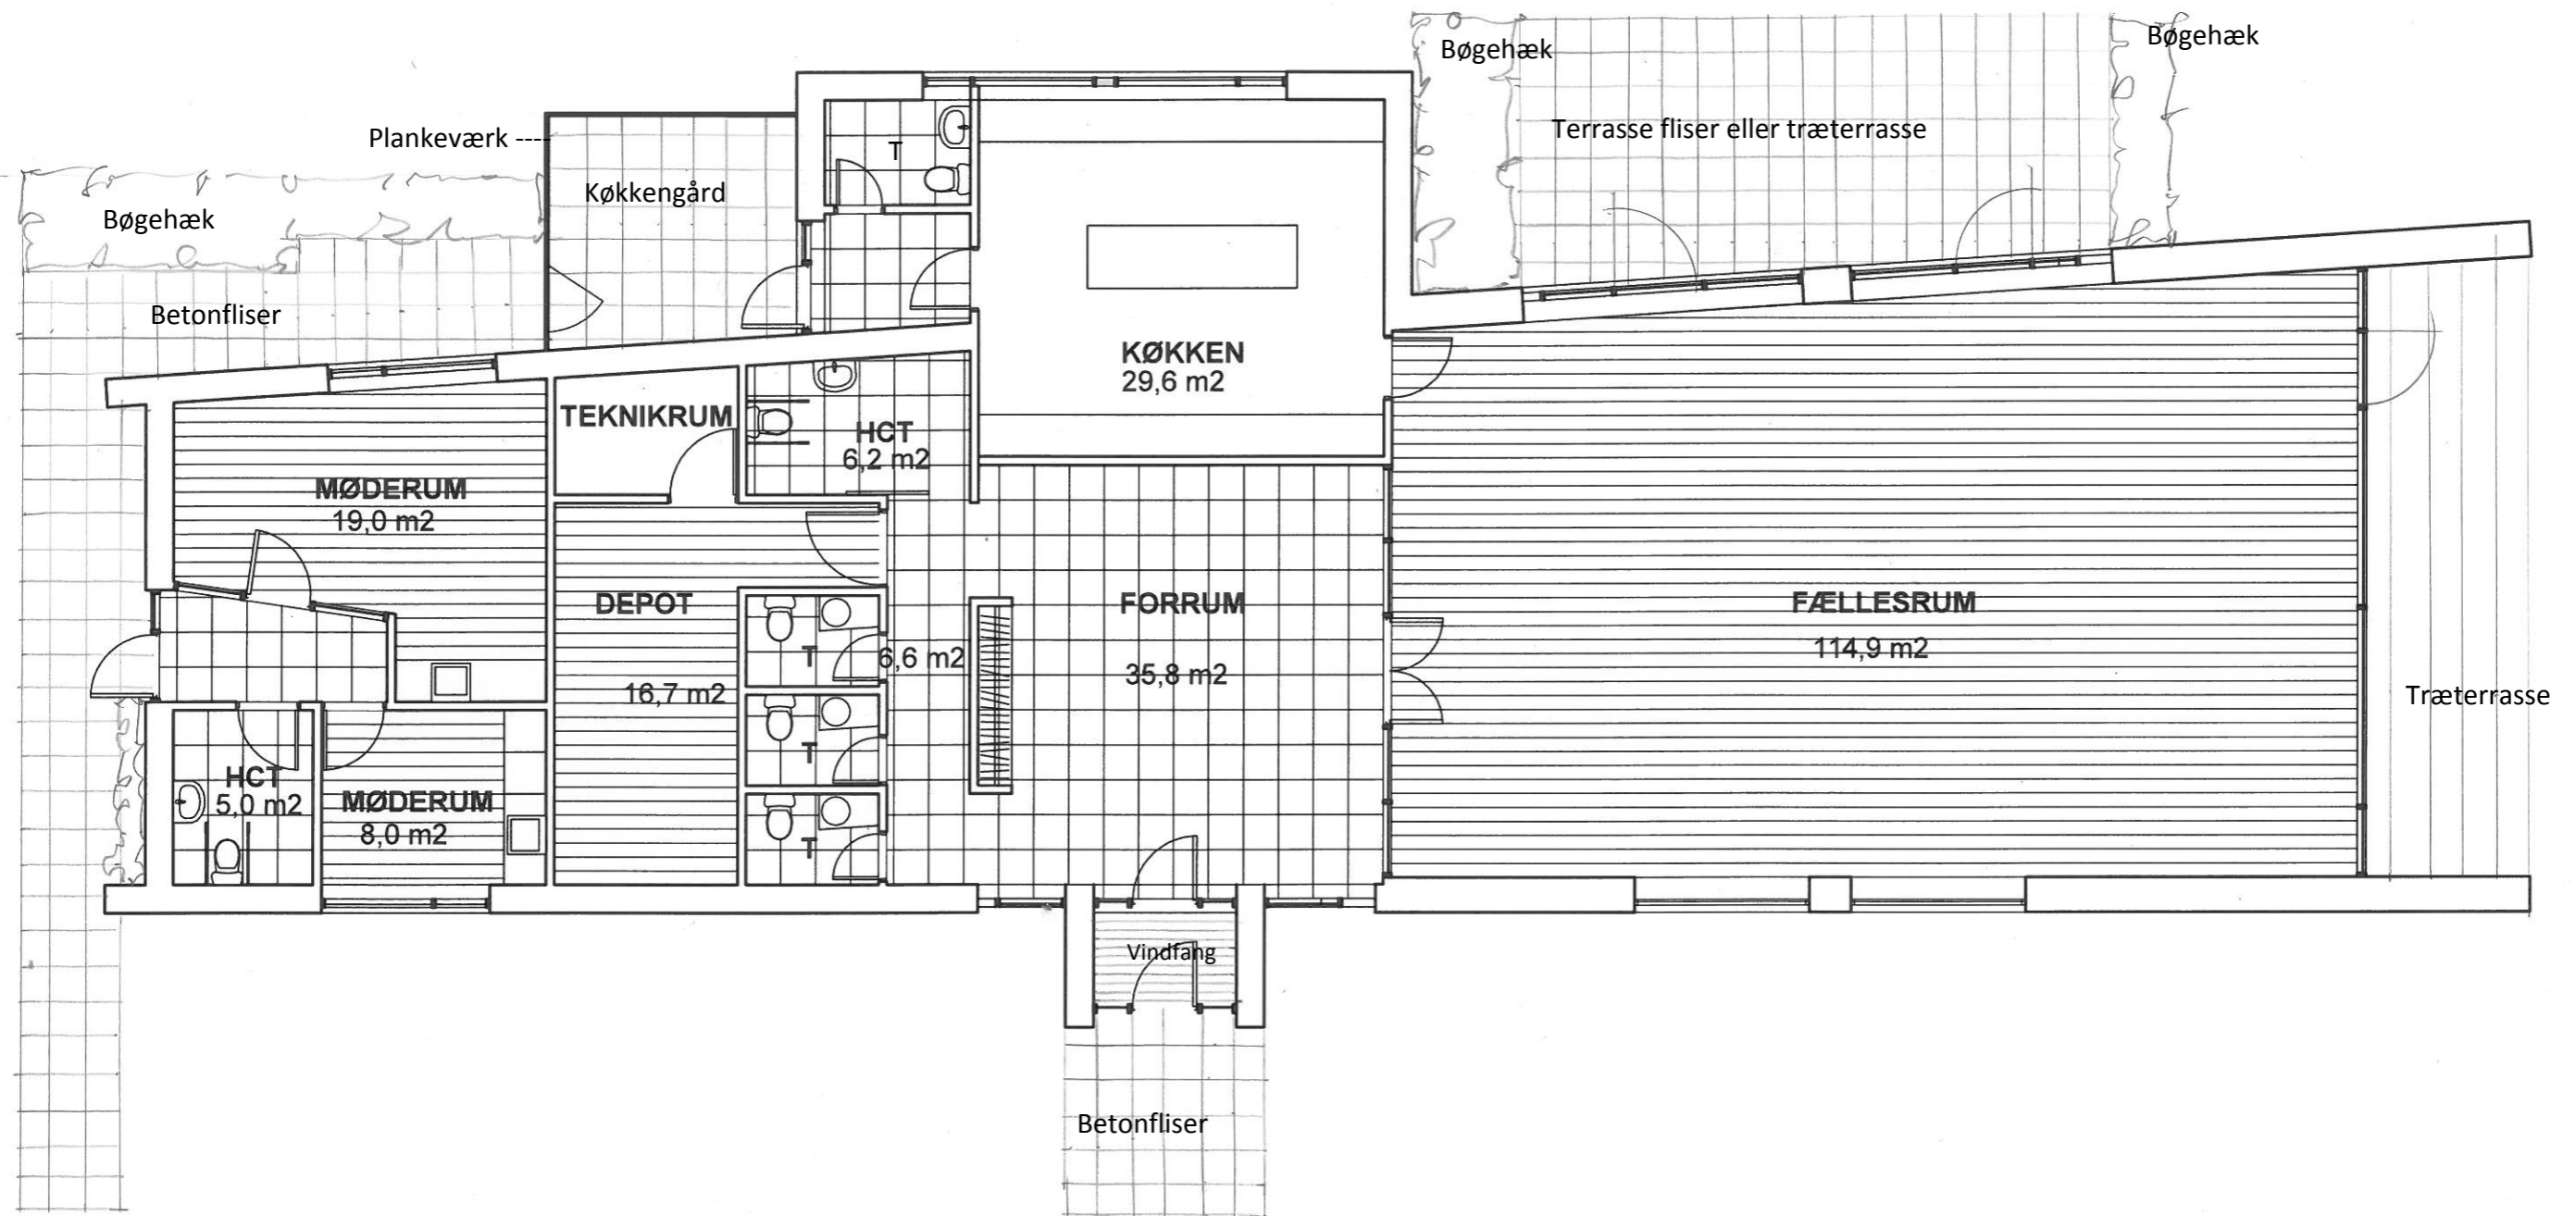 Bøgehæk
Bøgehæk
Terrasse fliser eller træterrasse
Plankeværk ----
T
Køkkengård
Bøgehæk
Betonfliser
KØKKEN
29,6 m2
TEKNIKRUM
HCT
6,2 m2
MØDERUM
19,0 m2
DEPOT
16,7 m2
T
6,6 m2
FORRUM
35,8 m2
FÆLLESRUM
114,9 m2
Træterrasse
T
HCT
5,0 m2
MØDERUM
8,0 m2
T
Vindfang
Betonfliser